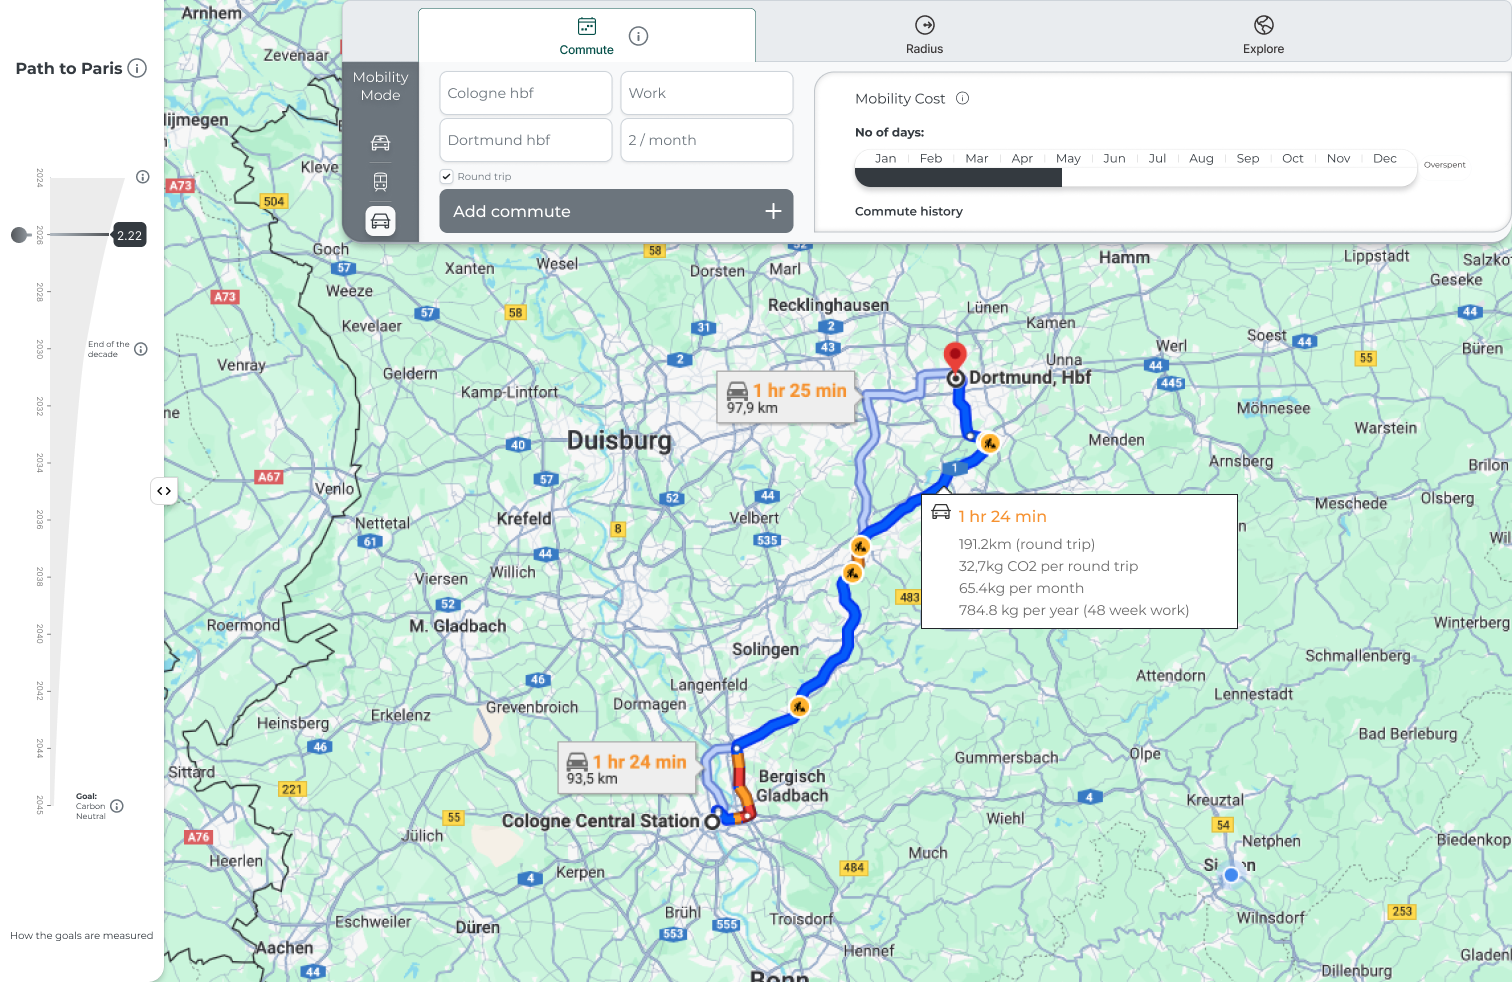 Path to Paris
2024
2026
2.22
2028
End of the
decade
2030
2032
2034
2036
2038
2040
2042
2044
2045
Goal:
Carbon
Neutral
How the goals are measured
Commute
Radius
Explore
Mobility
Mode
Cologne hbf
Work
Dortmund hbf
2 / month
Round trip
Add commute
Mobility Cost
No of days:
Jan Feb Mar Apr May Jun Jul Aug Sep Oct Nov Dec
Overspent
Commute history
Arnhem
Zevenaar
lijmegen
Kleve
A73
504
Goch
57
Xanten
Wesel
58
Dorsten
Marl
52
Hamm
Lippstadt
Salzko
Geseke
A73
Weeze
57
58
Recklinghausen
Lünen
Kamen
44
Kevelaer
31
2
43
Soest
44
Werl
Büren
Venray
Geldern
2
Unna
44
55
445
Kamp-Lintfort
1 hr 25 min
97,9 km
Dortmund, Hbf
ne
Möhnesee
Duisburg
40
Menden
Warstein
A67
57
1
Arnsberg
Brilon
Venlo
52
44
Velbert
Meschede
Olsberg
Krefeld
Nettetal
8
535
n
61
44
Wil
1 hr 24 min
191.2km (round trip)
32,7kg CO2 per round trip
65.4kg per month
784.8 kg per year (48 week work)
Viersen
Willich
52
483
Roermond
M. Gladbach
Winterberg
Solingen
Schmallenberg
46
Langenfeld
Attendorn
Lennestadt
Grevenbroich
Dormagen
Heinsberg
Erkelenz
46
Bad Berleburg
Gummersbach
Olpe
1 hr 24 min
93,5 km
Sittard
Bergisch
Gladbach
221
4
Kreuztal
Cologne Central Station
55
Wiehl
54
A76
Jülich
Netphen
Biedenkop
Heerlen
Much
484
Si en
4
Kerpen
Brühl
555
Troisdorf
253
Wilnsdorf
Eschweiler
Düren
553
Aachen
Hennef
Gladen
44
Bonn
Dillenburg